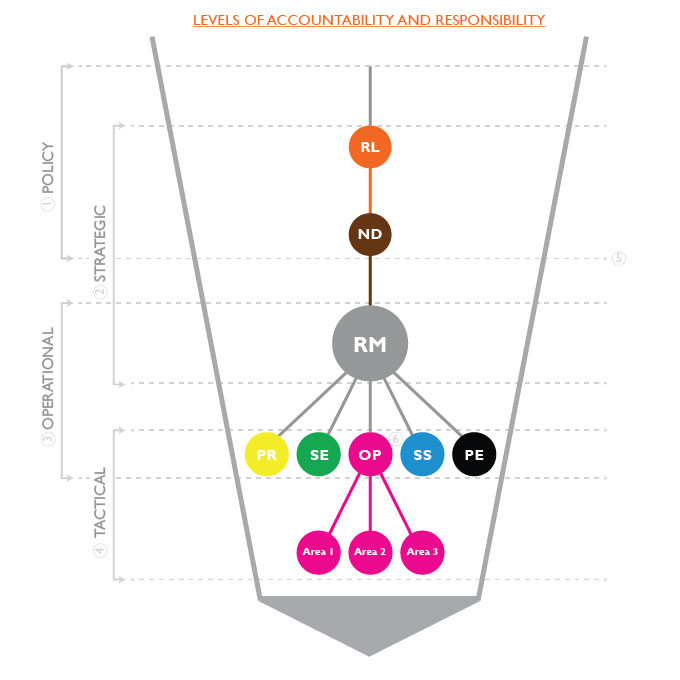 LEVELS OF ACCOUNTABILITY AND RESPONSIBILITY
① POLICY
② STRATEGIC
③ OPERATIONAL
④ TACTICAL
RL
ND
⑤
RM
PR
SE
OP
⑥
SS
PE
Area 1
Area 2
Area 3